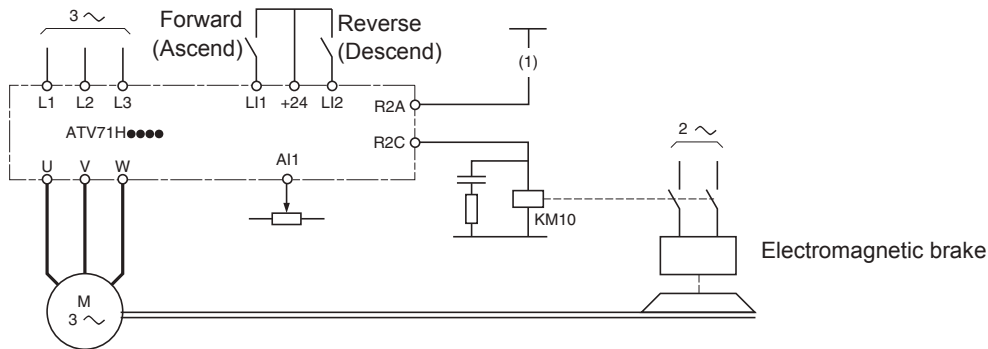 3 ∼
Forward
(Ascend)
Reverse
(Descend)
(1)
L1 L2 L3
LI1 +24 LI2
R2A
ATV71H●●●●
R2C
2 ∼
U V W
AI1
KM10
Electromagnetic brake
M
3 ∼